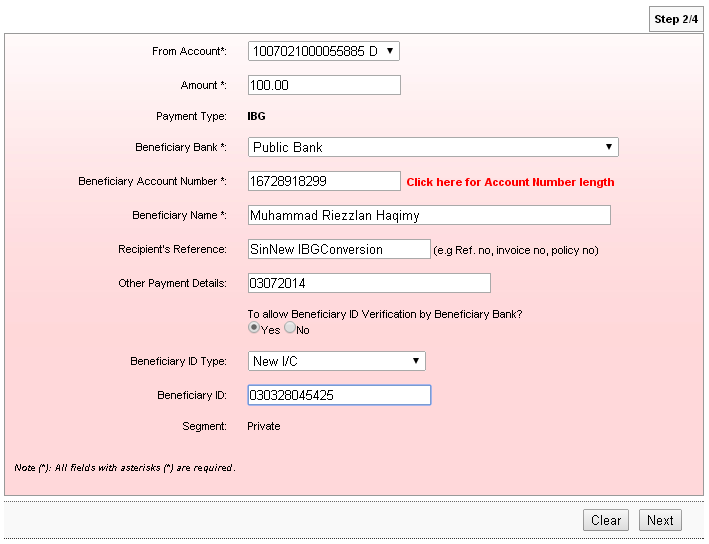 Step 2/4
From Account*: 1007021000055885 D
Amount *: 100.00
Payment Type: IBG
Beneficiary Bank *: Public Bank
Beneficiary Account Number *: 16728918299 Click here for Account Number length
Beneficiary Name *: Muhammad Riezzlan Haqimy
Recipient's Reference: SinNew IBGConversion (e.g Ref. no, invoice no, policy no)
Other Payment Details: 03072014
To allow Beneficiary ID Verification by Beneficiary Bank?
Yes No
Beneficiary ID Type: New I/C
Beneficiary ID: 030328045425
Segment: Private
Note (*): All fields with asterisks (*) are required.
Clear Next